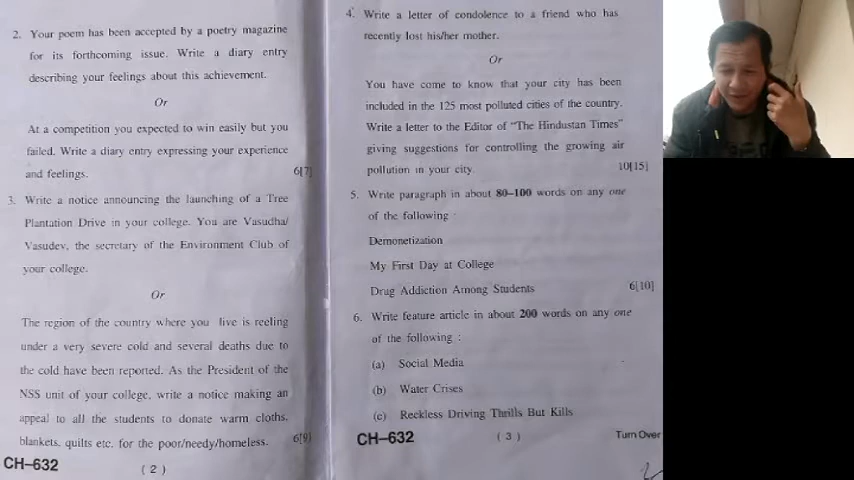 2. Your poem has been accepted by a poetry magazine
for its forthcoming issue. Write a diary entry
describing your feelings about this achievement.
Or
At a competition you expected to win easily but you
failed. Write a diary entry expressing your experience
and feelings. 6[7]
3. Write a notice announcing the launching of a Tree
Plantation Drive in your college. You are Vasudha/
Vasudev, the secretary of the Environment Club of
your college.
Or
The region of the country where you live is reeling
under a very severe cold and several deaths due to
the cold have been reported. As the President of the
NSS unit of your college, write a notice making an
appeal to all the students to donate warm cloths,
blankets, quilts etc. for the poor/needy/homeless. 6[9]
CH–632
( 2 )
4. Write a letter of condolence to a friend who has
recently lost his/her mother.
Or
You have come to know that your city has been
included in the 125 most polluted cities of the country.
Write a letter to the Editor of "The Hindustan Times"
giving suggestions for controlling the growing air
pollution in your city. 10[15]
5. Write paragraph in about 80–100 words on any one
of the following :
Demonetization
My First Day at College
Drug Addiction Among Students 6[10]
6. Write feature article in about 200 words on any one
of the following :
(a) Social Media
(b) Water Crises
(c) Reckless Driving Thrills But Kills
CH–632
( 3 )
Turn Over